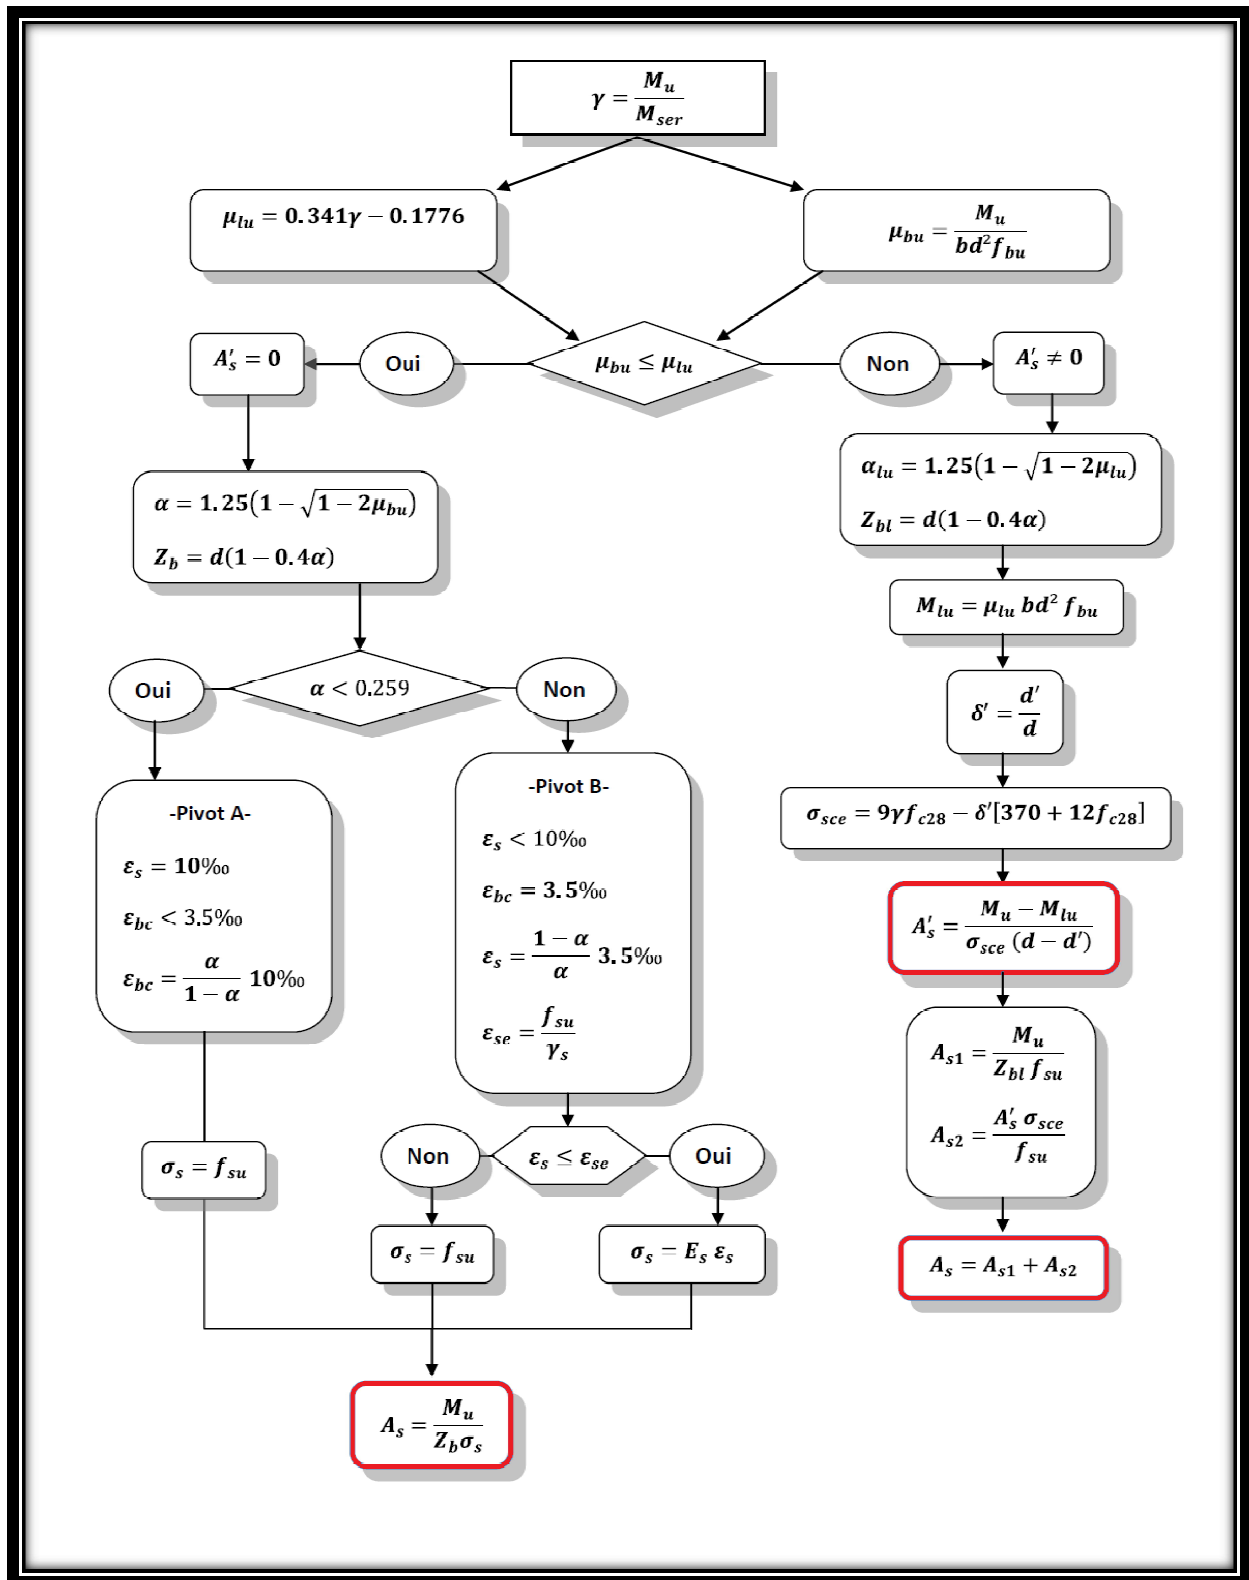 γ = M_u / M_ser
μ_lu = 0.341γ − 0.1776
μ_bu = M_u / bd²f_bu
A′_s = 0
Oui
μ_bu ≤ μ_lu
Non
A′_s ≠ 0
α = 1.25(1 − √(1 − 2μ_bu))
Z_b = d(1 − 0.4α)
α_lu = 1.25(1 − √(1 − 2μ_lu))
Z_bl = d(1 − 0.4α)
M_lu = μ_lu bd² f_bu
Oui
α < 0.259
Non
δ′ = d′ / d
-Pivot A-
ε_s = 10‰
ε_bc < 3.5‰
ε_bc = α / (1 − α) 10‰
-Pivot B-
ε_s < 10‰
ε_bc = 3.5‰
ε_s = (1 − α) / α 3.5‰
ε_se = f_su / γ_s
σ_sce = 9γf_c28 − δ′[370 + 12f_c28]
A′_s = (M_u − M_lu) / (σ_sce (d − d′))
A_s1 = M_u / (Z_bl f_su)
A_s2 = A′_s σ_sce / f_su
σ_s = f_su
Non
ε_s ≤ ε_se
Oui
σ_s = f_su
σ_s = E_s ε_s
A_s = A_s1 + A_s2
A_s = M_u / (Z_b σ_s)